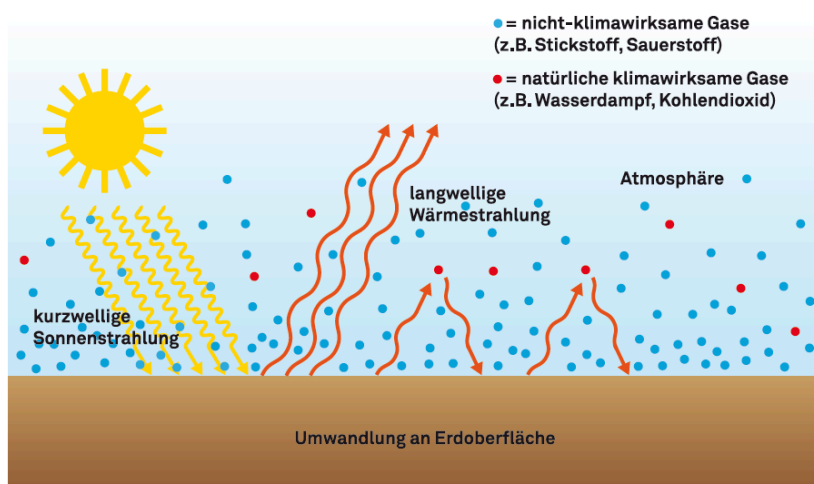 = nicht-klimawirksame Gase
(z.B. Stickstoff, Sauerstoff)
= natürliche klimawirksame Gase
(z.B. Wasserdampf, Kohlendioxid)
Atmosphäre
langwellige
Wärmestrahlung
kurzwellige
Sonnenstrahlung
Umwandlung an Erdoberfläche